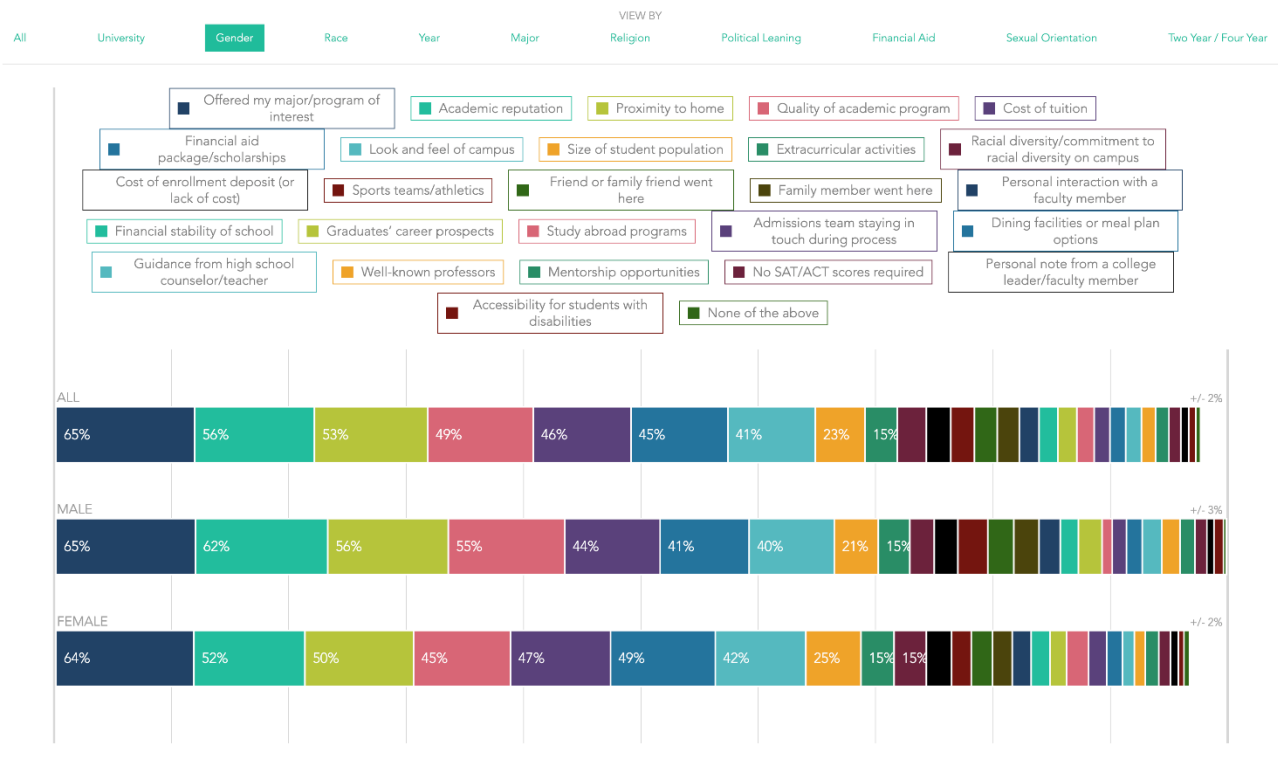 VIEW BY
All University Gender Race Year Major Religion Political Leaning Financial Aid Sexual Orientation Two Year / Four Year
Offered my major/program of
interest
Academic reputation
Proximity to home
Quality of academic program
Cost of tuition
Financial aid
package/scholarships
Look and feel of campus
Size of student population
Extracurricular activities
Racial diversity/commitment to
racial diversity on campus
Cost of enrollment deposit (or
lack of cost)
Sports teams/athletics
Friend or family friend went
here
Family member went here
Personal interaction with a
faculty member
Financial stability of school
Graduates' career prospects
Study abroad programs
Admissions team staying in
touch during process
Dining facilities or meal plan
options
Guidance from high school
counselor/teacher
Well-known professors
Mentorship opportunities
No SAT/ACT scores required
Personal note from a college
leader/faculty member
Accessibility for students with
disabilities
None of the above
ALL +/- 2%
65% 56% 53% 49% 46% 45% 41% 23% 15%
MALE +/- 3%
65% 62% 56% 55% 44% 41% 40% 21% 15%
FEMALE +/- 2%
64% 52% 50% 45% 47% 49% 42% 25% 15% 15%